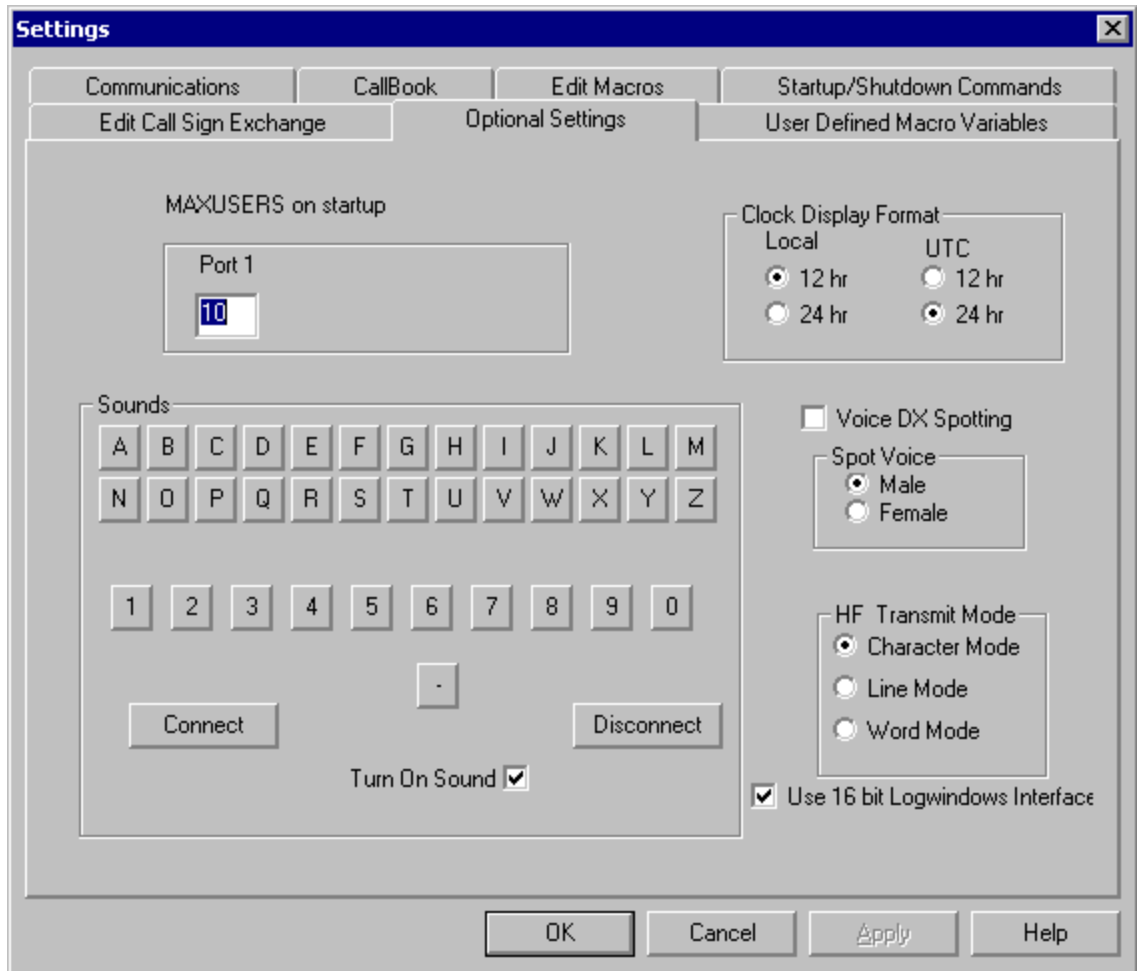 Settings
Communications CallBook Edit Macros Startup/Shutdown Commands
Edit Call Sign Exchange Optional Settings User Defined Macro Variables
MAXUSERS on startup
Port 1
10
Clock Display Format
Local UTC
12 hr 12 hr
24 hr 24 hr
Sounds
A B C D E F G H I J K L M
N O P Q R S T U V W X Y Z
1 2 3 4 5 6 7 8 9 0
-
Connect Disconnect
Turn On Sound
Voice DX Spotting
Spot Voice
Male
Female
HF Transmit Mode
Character Mode
Line Mode
Word Mode
Use 16 bit Logwindows Interface
OK Cancel Apply Help